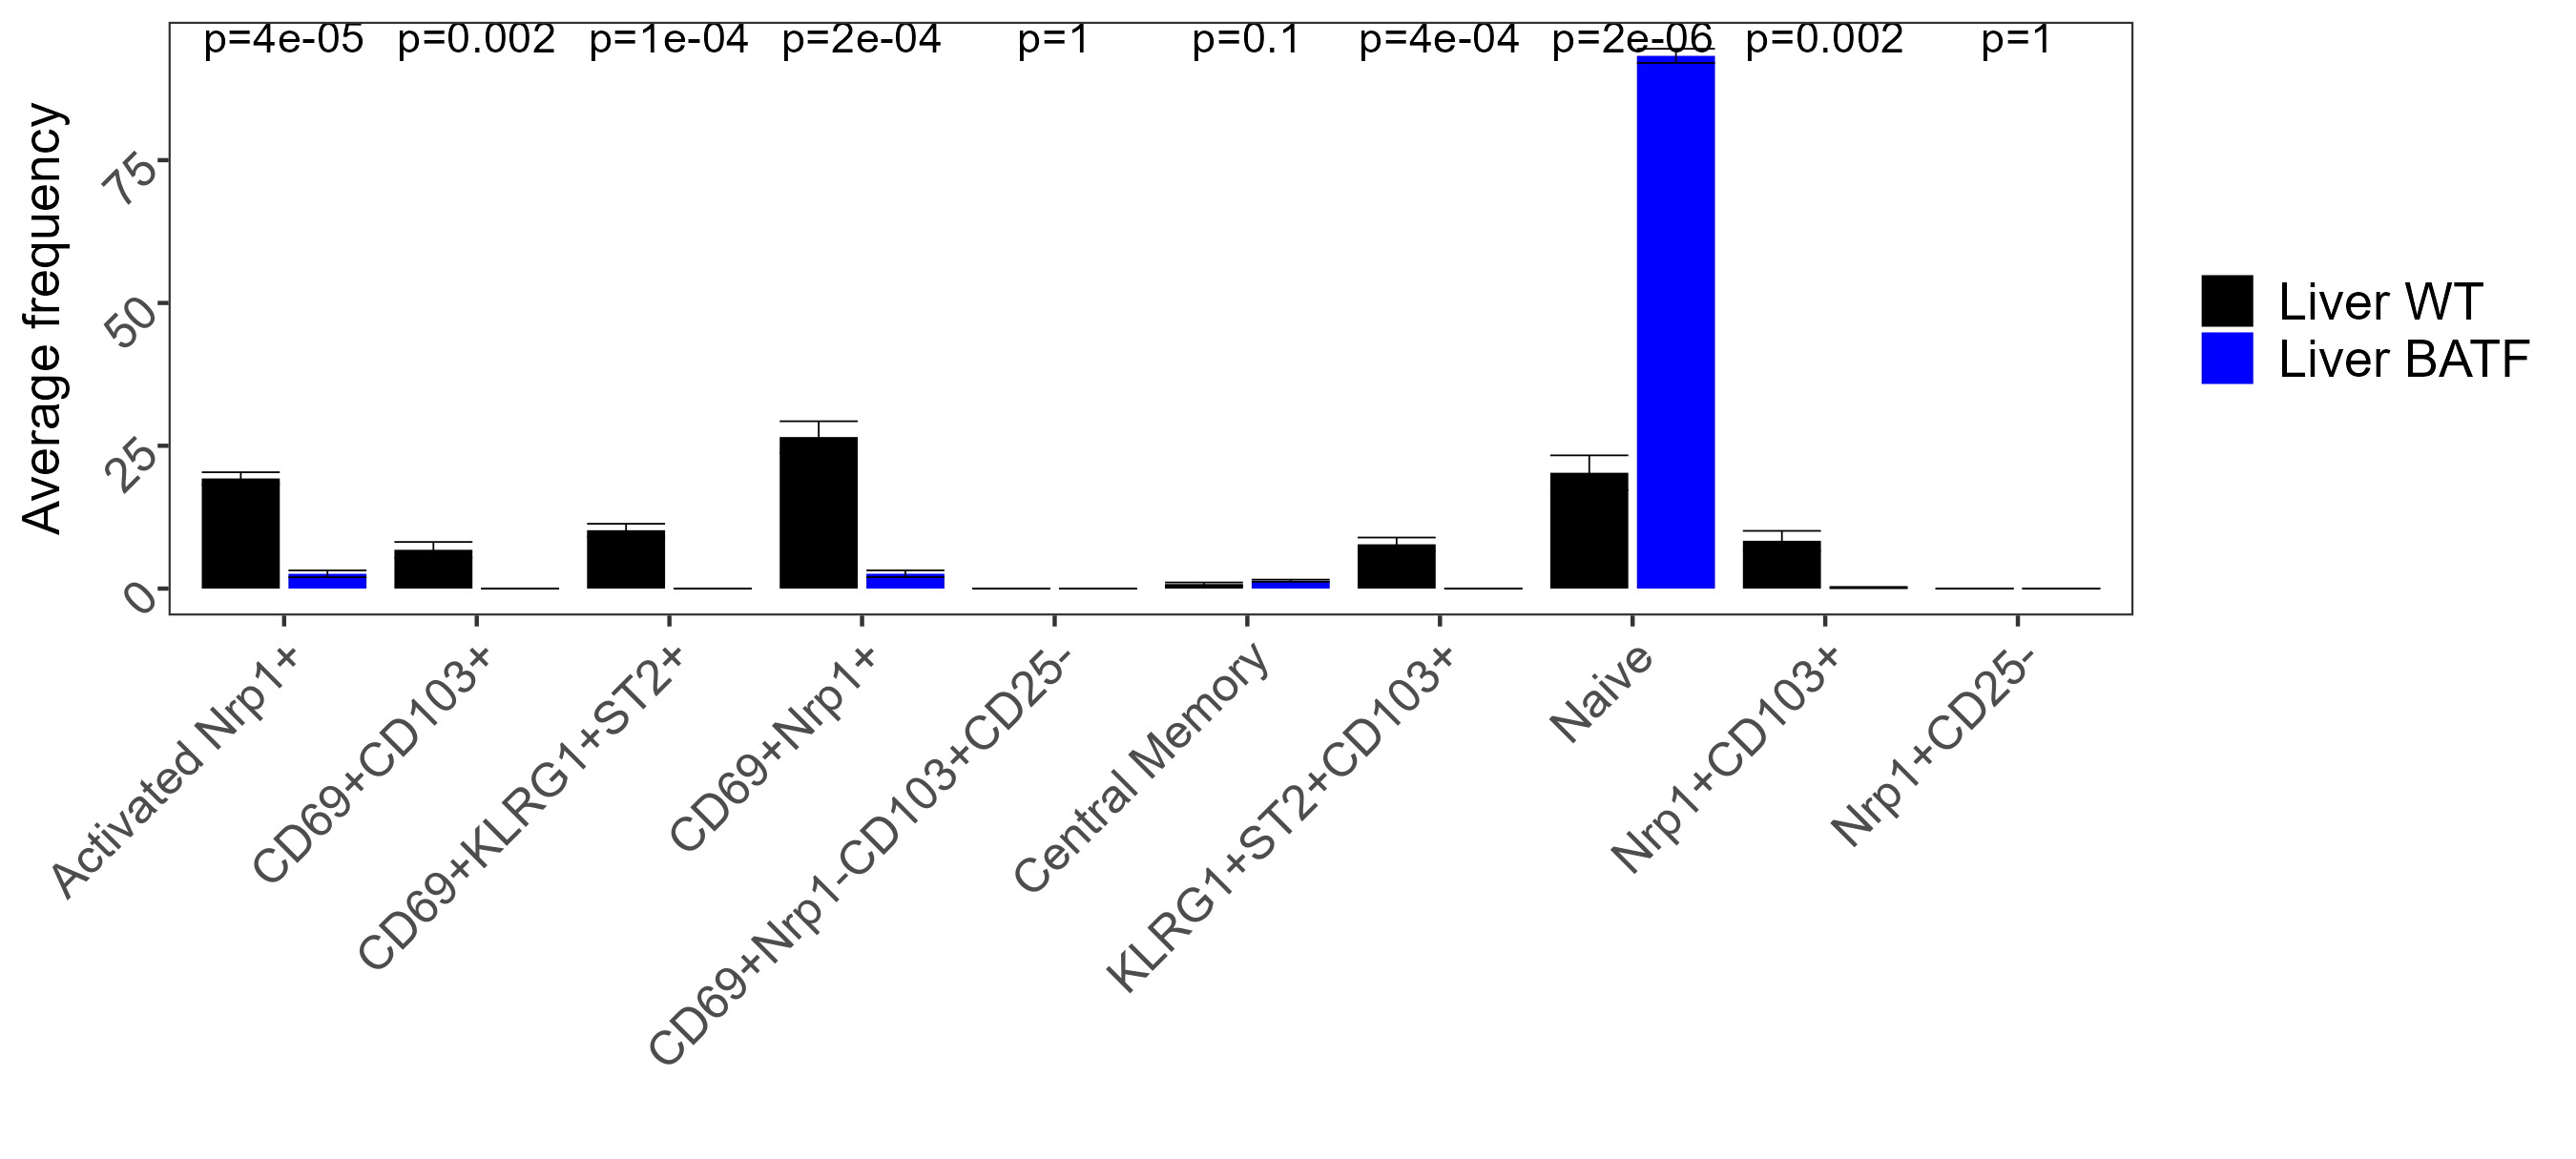 p=4e-05 p=0.002 p=1e-04 p=2e-04 p=1 p=0.1 p=4e-04 p=2e-06 p=0.002 p=1
Average frequency
75
50
25
0
Liver WT
Liver BATF
Activated Nrp1+
CD69+CD103+
CD69+KLRG1+ST2+
CD69+Nrp1+
CD69+Nrp1-CD103+CD25-
Central Memory
KLRG1+ST2+CD103+
Naive
Nrp1+CD103+
Nrp1+CD25-